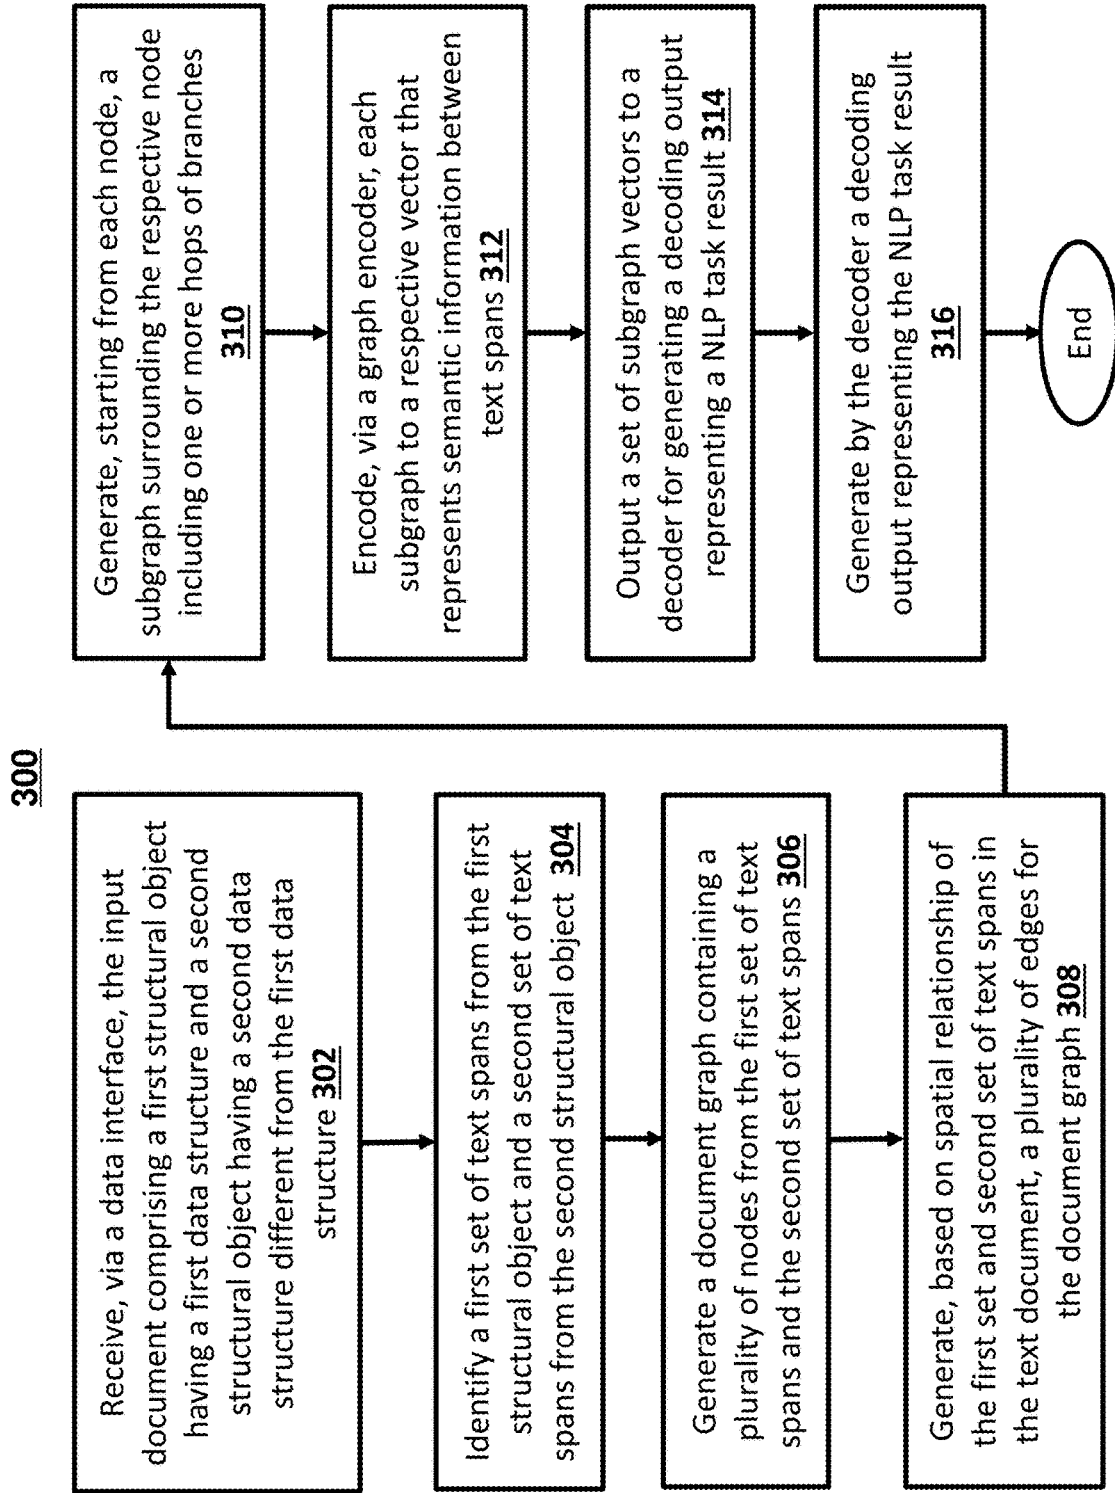 300
Receive, via a data interface, the input
document comprising a first structural object
having a first data structure and a second
structural object having a second data
structure different from the first data
structure 302
Identify a first set of text spans from the first
structural object and a second set of text
spans from the second structural object 304
Generate a document graph containing a
plurality of nodes from the first set of text
spans and the second set of text spans 306
Generate, based on spatial relationship of
the first set and second set of text spans in
the text document, a plurality of edges for
the document graph 308
Generate, starting from each node, a
subgraph surrounding the respective node
including one or more hops of branches
310
Encode, via a graph encoder, each
subgraph to a respective vector that
represents semantic information between
text spans 312
Output a set of subgraph vectors to a
decoder for generating a decoding output
representing a NLP task result 314
Generate by the decoder a decoding
output representing the NLP task result
316
End